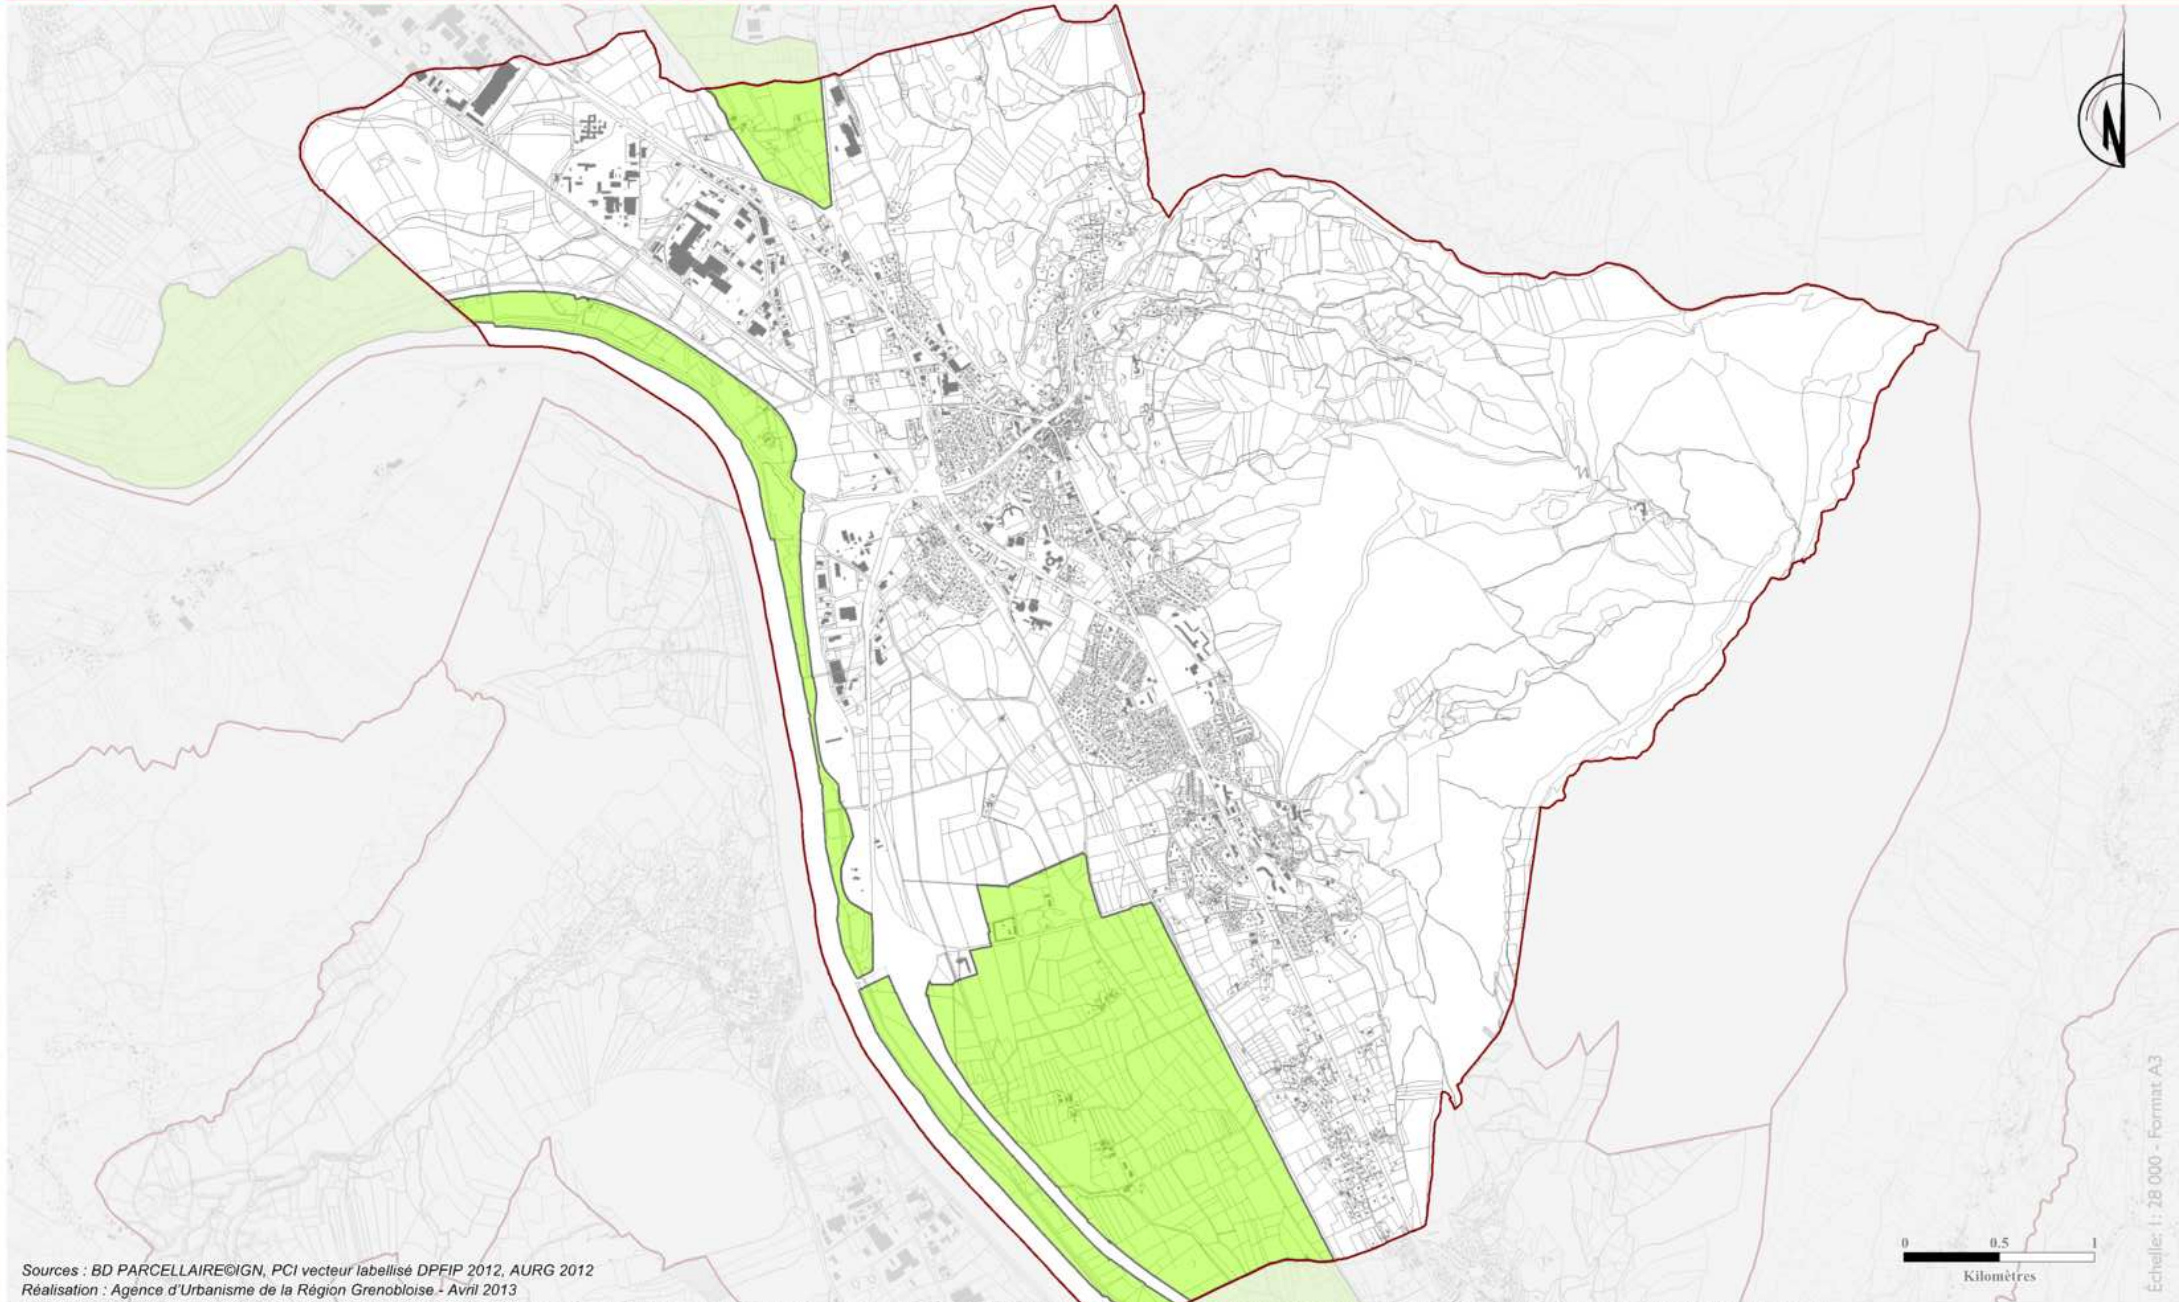 N
Échelle: 1: 28 000 - Format A3
0 0.5 1
Kilomètres
Sources : BD PARCELLAIRE©IGN, PCI vecteur labellisé DPFIP 2012, AURG 2012
Réalisation : Agence d'Urbanisme de la Région Grenobloise - Avril 2013